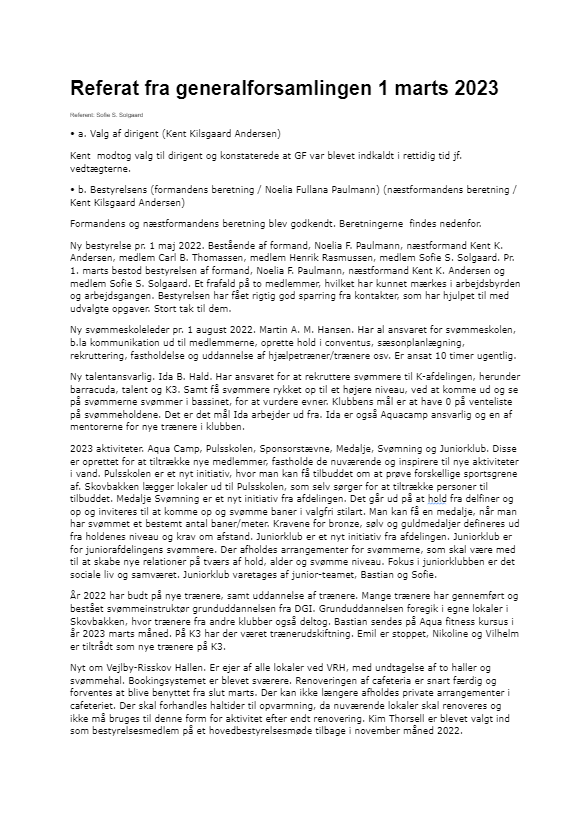 Referat fra generalforsamlingen 1 marts 2023
Referent: Sofie S. Solgaard
• a. Valg af dirigent (Kent Kilsgaard Andersen)
Kent modtog valg til dirigent og konstaterede at GF var blevet indkaldt i rettidig tid jf.
vedtægterne.
• b. Bestyrelsens (formandens beretning / Noelia Fullana Paulmann) (næstformandens beretning /
Kent Kilsgaard Andersen)
Formandens og næstformandens beretning blev godkendt. Beretningerne findes nedenfor.
Ny bestyrelse pr. 1 maj 2022. Bestående af formand, Noelia F. Paulmann, næstformand Kent K.
Andersen, medlem Carl B. Thomassen, medlem Henrik Rasmussen, medlem Sofie S. Solgaard. Pr.
1. marts bestod bestyrelsen af formand, Noelia F. Paulmann, næstformand Kent K. Andersen og
medlem Sofie S. Solgaard. Et frafald på to medlemmer, hvilket har kunnet mærkes i arbejdsbyrden
og arbejdsgangen. Bestyrelsen har fået rigtig god sparring fra kontakter, som har hjulpet til med
udvalgte opgaver. Stort tak til dem.
Ny svømmeskoleleder pr. 1 august 2022. Martin A. M. Hansen. Har al ansvaret for svømmeskolen,
b.la kommunikation ud til medlemmerne, oprette hold i conventus, sæsonplanlægning,
rekruttering, fastholdelse og uddannelse af hjælpetræner/trænere osv. Er ansat 10 timer ugentlig.
Ny talentansvarlig. Ida B. Hald. Har ansvaret for at rekruttere svømmere til K-afdelingen, herunder
barracuda, talent og K3. Samt få svømmere rykket op til et højere niveau, ved at komme ud og se
på svømmerne svømmer i bassinet, for at vurdere evner. Klubbens mål er at have 0 på venteliste
på svømmeholdene. Det er det mål Ida arbejder ud fra. Ida er også Aquacamp ansvarlig og en af
mentorerne for nye trænere i klubben.
2023 aktiviteter. Aqua Camp, Pulsskolen, Sponsorstævne, Medalje, Svømning og Juniorklub. Disse
er oprettet for at tiltrække nye medlemmer, fastholde de nuværende og inspirere til nye aktiviteter
i vand. Pulsskolen er et nyt initiativ, hvor man kan få tilbuddet om at prøve forskellige sportsgrene
af. Skovbakken lægger lokaler ud til Pulsskolen, som selv sørger for at tiltrække personer til
tilbuddet. Medalje Svømning er et nyt initiativ fra afdelingen. Det går ud på at hold fra delfiner og
op og inviteres til at komme op og svømme baner i valgfri stilart. Man kan få en medalje, når man
har svømmet et bestemt antal baner/meter. Kravene for bronze, sølv og guldmedaljer defineres ud
fra holdenes niveau og krav om afstand. Juniorklub er et nyt initiativ fra afdelingen. Juniorklub er
for juniorafdelingens svømmere. Der afholdes arrangementer for svømmerne, som skal være med
til at skabe nye relationer på tværs af hold, alder og svømme niveau. Fokus i juniorklubben er det
sociale liv og samværet. Juniorklub varetages af junior-teamet, Bastian og Sofie.
År 2022 har budt på nye trænere, samt uddannelse af trænere. Mange trænere har gennemført og
bestået svømmeinstruktør grunduddannelsen fra DGI. Grunduddannelsen foregik i egne lokaler i
Skovbakken, hvor trænere fra andre klubber også deltog. Bastian sendes på Aqua fitness kursus i
år 2023 marts måned. På K3 har der været trænerudskiftning. Emil er stoppet, Nikoline og Vilhelm
er tiltrådt som nye trænere på K3.
Nyt om Vejlby-Risskov Hallen. Er ejer af alle lokaler ved VRH, med undtagelse af to haller og
svømmehal. Bookingsystemet er blevet sværere. Renoveringen af cafeteria er snart færdig og
forventes at blive benyttet fra slut marts. Der kan ikke længere afholdes private arrangementer i
cafeteriet. Der skal forhandles haltider til opvarmning, da nuværende lokaler skal renoveres og
ikke må bruges til denne form for aktivitet efter endt renovering. Kim Thorsell er blevet valgt ind
som bestyrelsesmedlem på et hovedbestyrelsesmøde tilbage i november måned 2022.